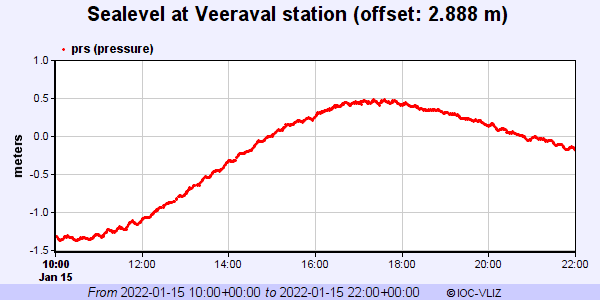 Sealevel at Veeraval station (offset: 2.888 m)
prs (pressure)
1.0
0.5
0.0
-0.5
-1.0
-1.5
meters
10:00 12:00 14:00 16:00 18:00 20:00 22:00
Jan 15
From 2022-01-15 10:00+00:00 to 2022-01-15 22:00+00:00 © IOC-VLIZ